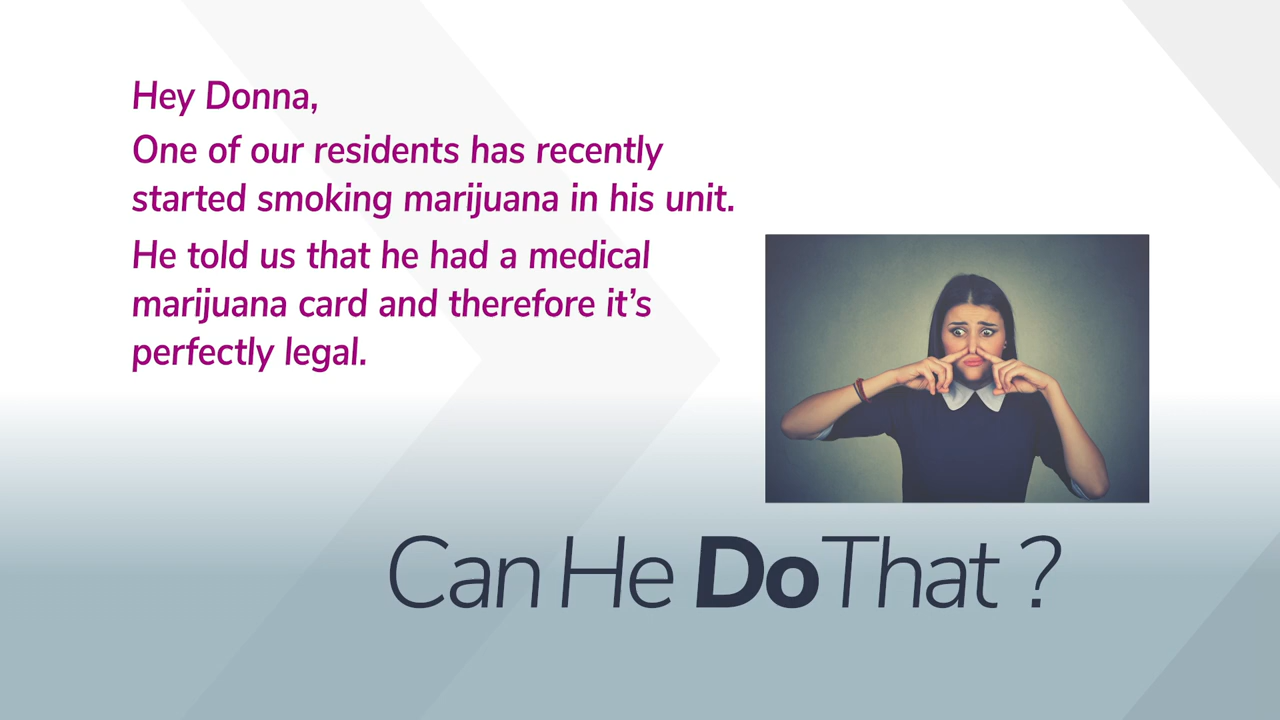 Hey Donna,
One of our residents has recently
started smoking marijuana in his unit.
He told us that he had a medical
marijuana card and therefore it’s
perfectly legal.
Can He Do That ?